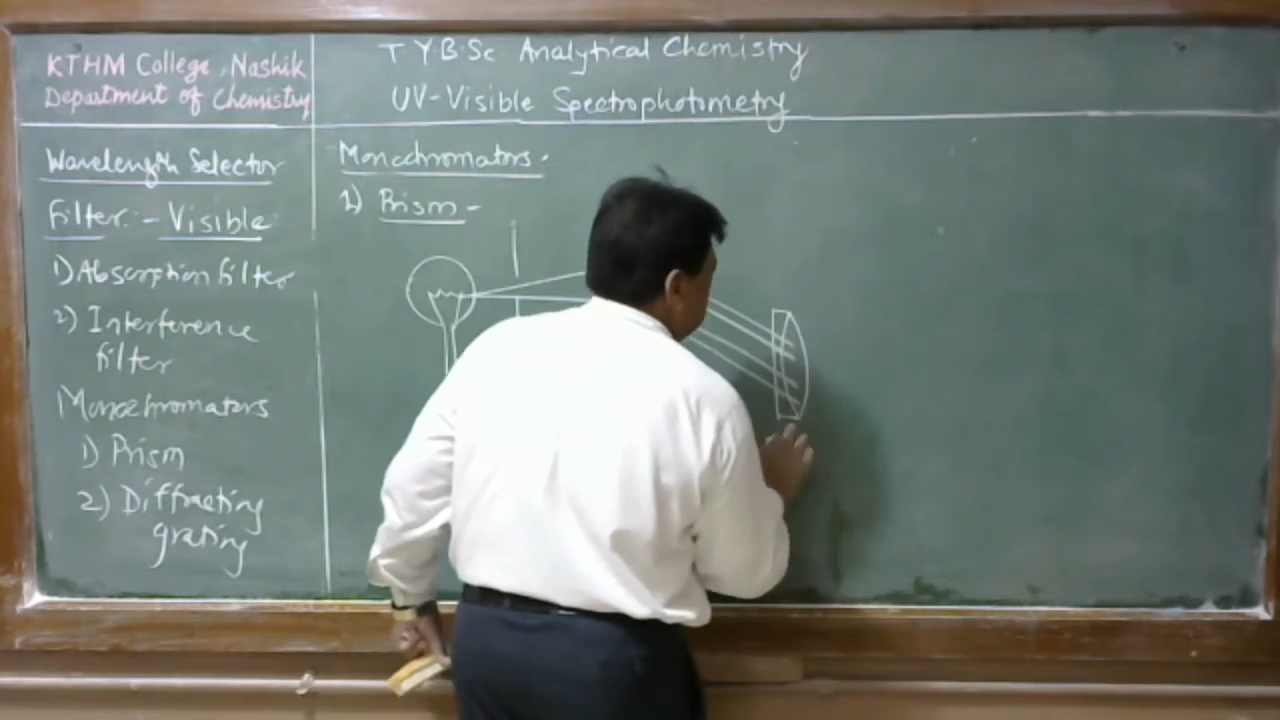 KTHM College, Nashik
Department of Chemistry
T Y B.Sc Analytical Chemistry
UV-Visible Spectrophotometry
Wavelength Selector
Filter: - Visible
1) Absorption filter
2) Interference
filter
Monochromators
1) Prism
2) Diffracting
grating
Monochromators.
1) Prism -